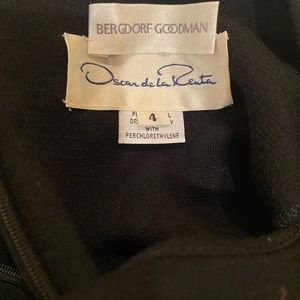 BERGDORF GOODMAN
Oscar de la Renta
4
WITH
PERCHLORETHYLENE